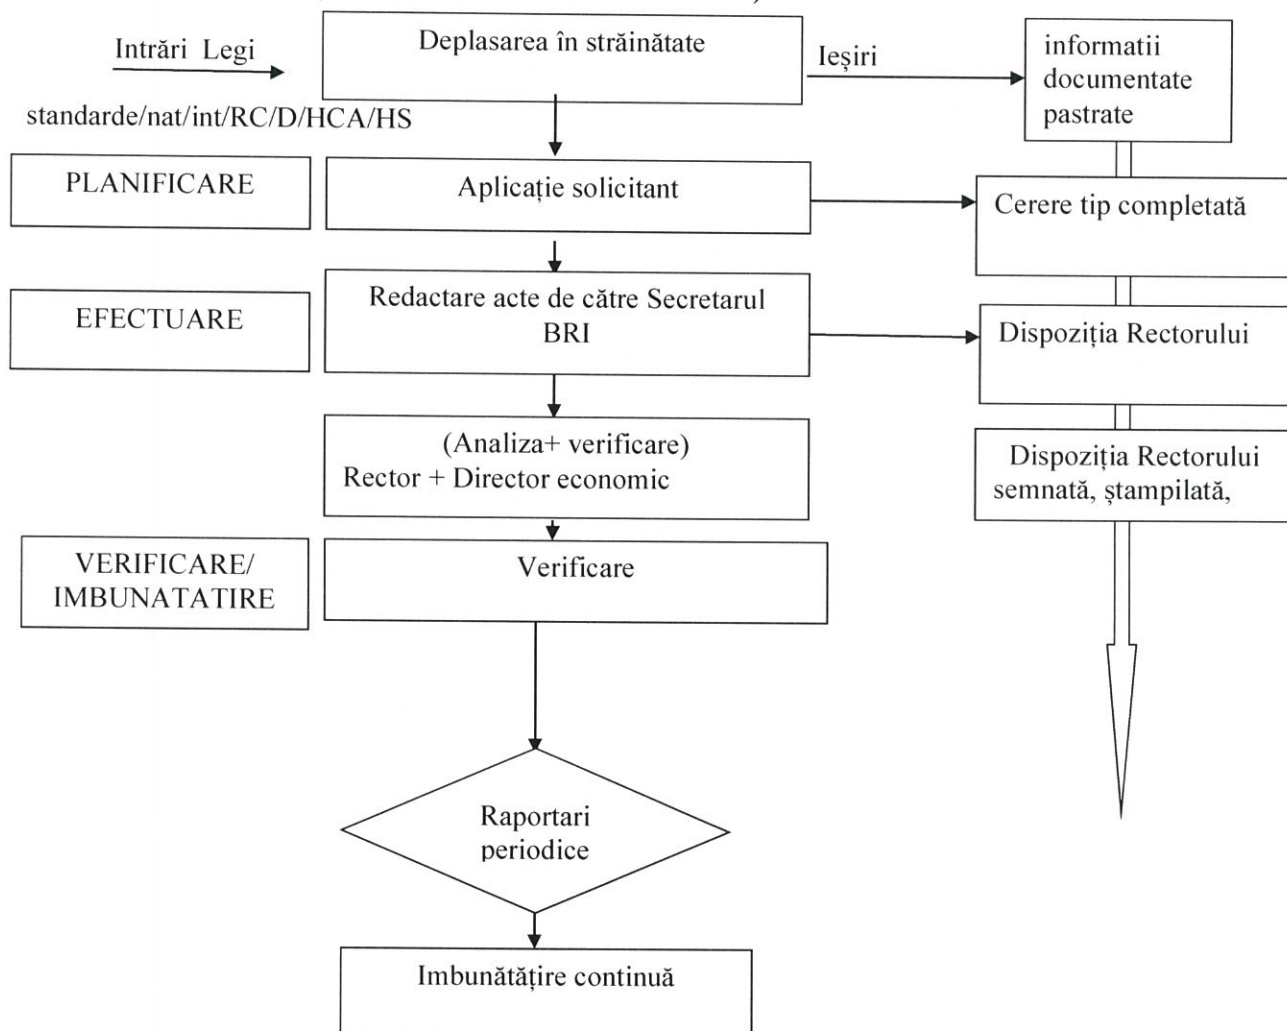 Deplasarea în străinătate
Intrări Legi
Ieșiri
informatii
documentate
pastrate
standarde/nat/int/RC/D/HCA/HS
PLANIFICARE
Aplicație solicitant
Cerere tip completată
EFECTUARE
Redactare acte de către Secretarul
BRI
Dispoziția Rectorului
(Analiza+ verificare)
Rector + Director economic
Dispoziția Rectorului
semnată, ștampilată,
VERIFICARE/
IMBUNATATIRE
Verificare
Raportari
periodice
Imbunătățire continuă